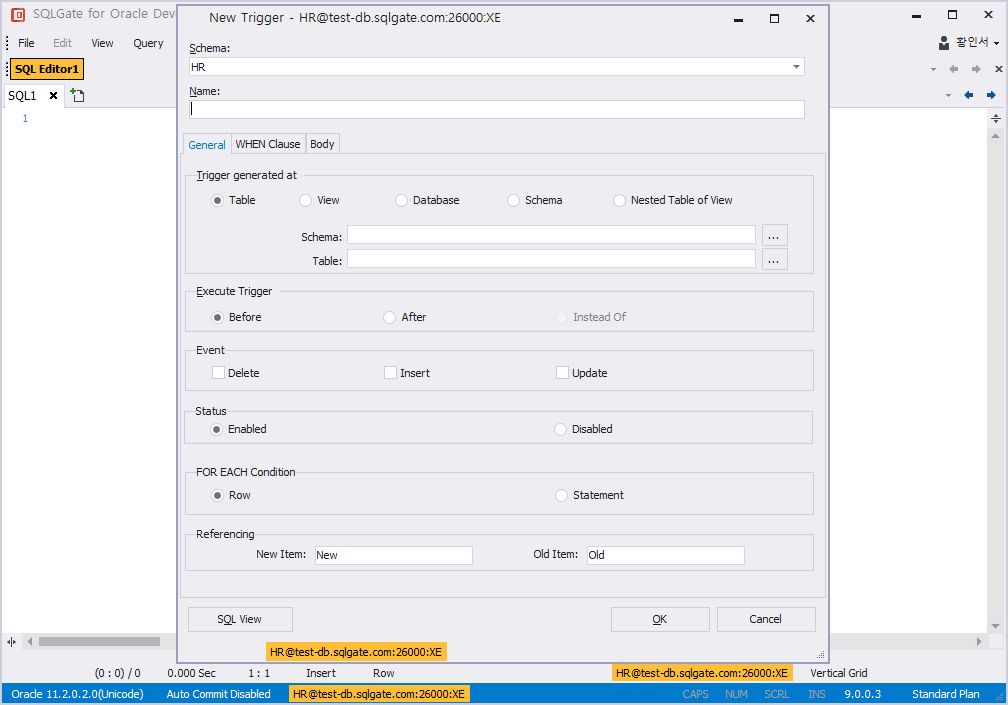 SQLGate for Oracle Dev
New Trigger - HR@test-db.sqlgate.com:26000:XE
File Edit View Query
황인서
Schema:
HR
SQL Editor1
Name:
SQL1
1
General WHEN Clause Body
Trigger generated at
Table View Database Schema Nested Table of View
Schema: ...
Table: ...
Execute Trigger
Before After Instead Of
Event
Delete Insert Update
Status
Enabled Disabled
FOR EACH Condition
Row Statement
Referencing
New Item: New Old Item: Old
SQL View OK Cancel
HR@test-db.sqlgate.com:26000:XE
(0 : 0) / 0 0.000 Sec 1 : 1 Insert Row HR@test-db.sqlgate.com:26000:XE Vertical Grid
Oracle 11.2.0.2.0(Unicode) Auto Commit Disabled HR@test-db.sqlgate.com:26000:XE CAPS NUM SCRL INS 9.0.0.3 Standard Plan